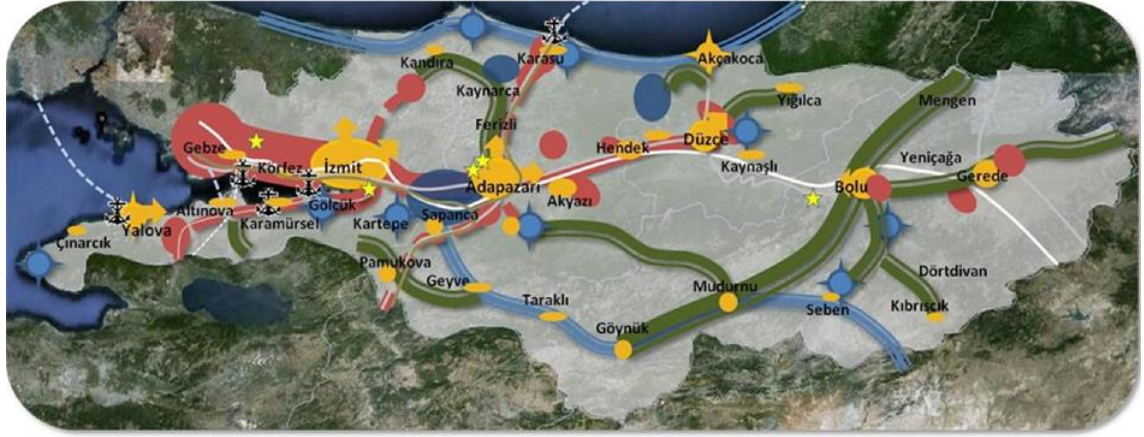 Karasu
Akçakoca
Kandıra
Kaynarca
Yığılca
Mengen
Ferizli
Düzce
Hendek
Gebze
Körfez
İzmit
Kaynaşlı
Yeniçağa
Gerede
Adapazarı
Bolu
Akyazı
Altınova
Gölcük
Karamürsel
Kartepe
Sapanca
Yalova
Çınarcık
Pamukova
Geyve
Dörtdivan
Mudurnu
Taraklı
Seben
Kıbrısçık
Göynük